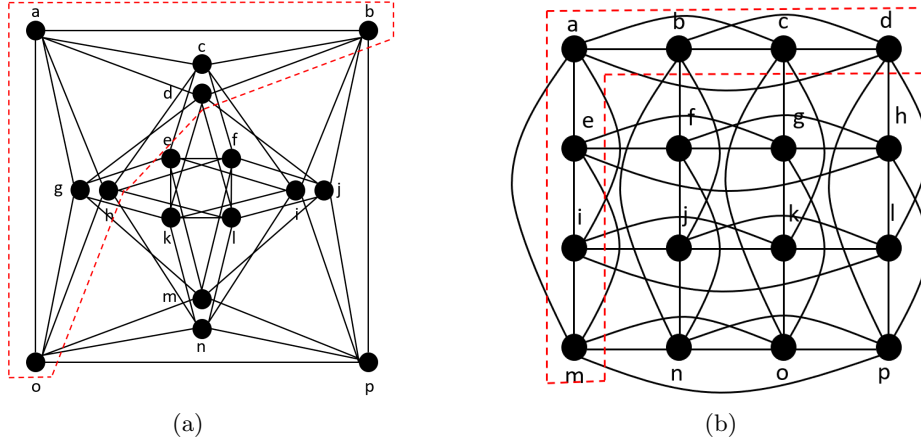 a b
c
d
e f
g h i j
k l
m
n
o p
(a)
a b c d
e f g h
i j k l
m n o p
(b)